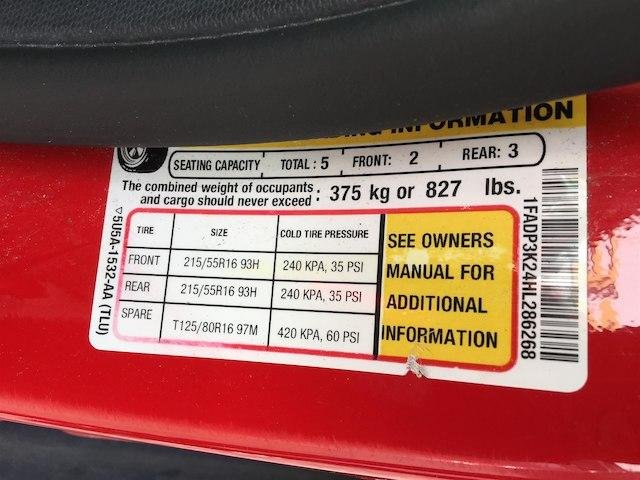 INFORMATION
SEATING CAPACITY TOTAL : 5 FRONT: 2 REAR: 3
The combined weight of occupants
and cargo should never exceed : 375 kg or 827 lbs.
TIRE SIZE COLD TIRE PRESSURE
FRONT 215/55R16 93H 240 KPA, 35 PSI
REAR 215/55R16 93H 240 KPA, 35 PSI
SPARE T125/80R16 97M 420 KPA, 60 PSI
SEE OWNERS
MANUAL FOR
ADDITIONAL
INFORMATION
▽5U5A-1532-AA (TLU)
1FADP3K24HL286268